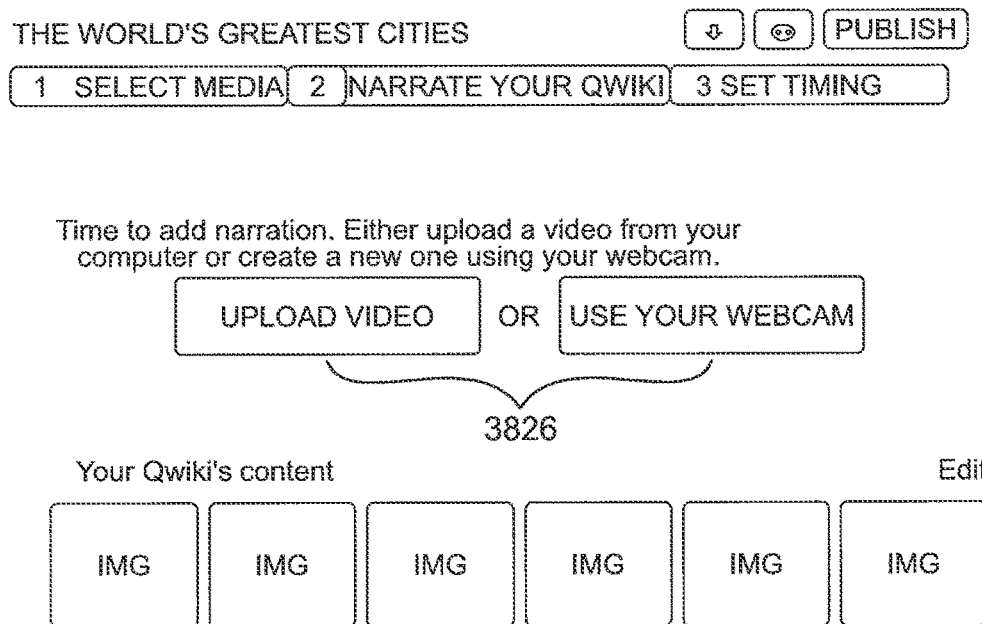 THE WORLD'S GREATEST CITIES PUBLISH
1 SELECT MEDIA 2 NARRATE YOUR QWIKI 3 SET TIMING
Time to add narration. Either upload a video from your
computer or create a new one using your webcam.
UPLOAD VIDEO OR USE YOUR WEBCAM
3826
Your Qwiki's content Edit
IMG IMG IMG IMG IMG IMG